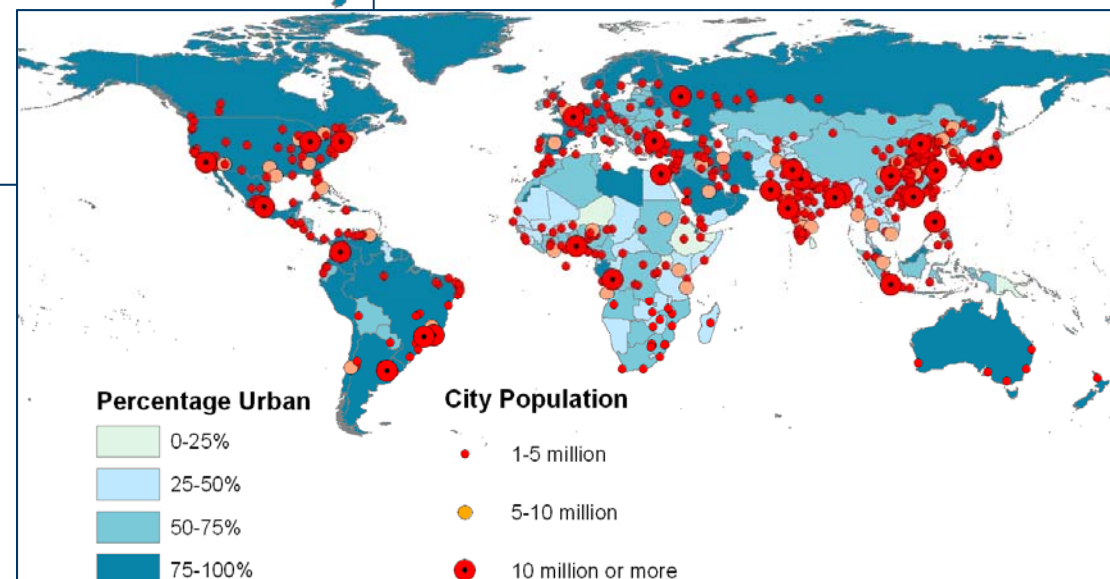 Percentage Urban
0-25%
25-50%
50-75%
75-100%
City Population
1-5 million
5-10 million
10 million or more